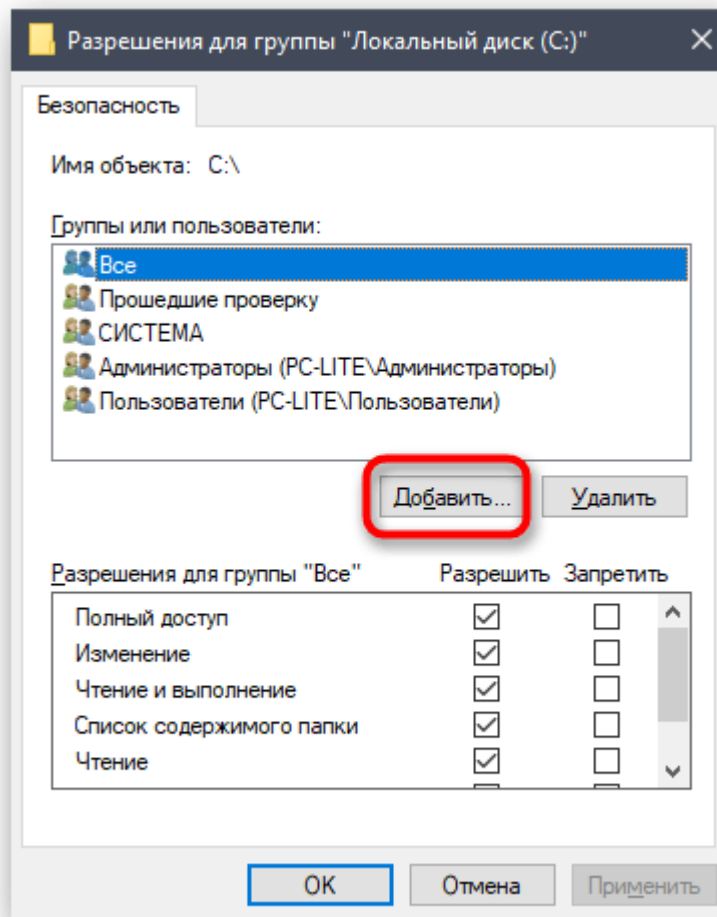 Разрешения для группы "Локальный диск (C:)"
Безопасность
Имя объекта: C:\
Группы или пользователи:
Все
Прошедшие проверку
СИСТЕМА
Администраторы (PC-LITE\Администраторы)
Пользователи (PC-LITE\Пользователи)
Добавить... Удалить
Разрешения для группы "Все" Разрешить Запретить
Полный доступ
Изменение
Чтение и выполнение
Список содержимого папки
Чтение
OK Отмена Применить